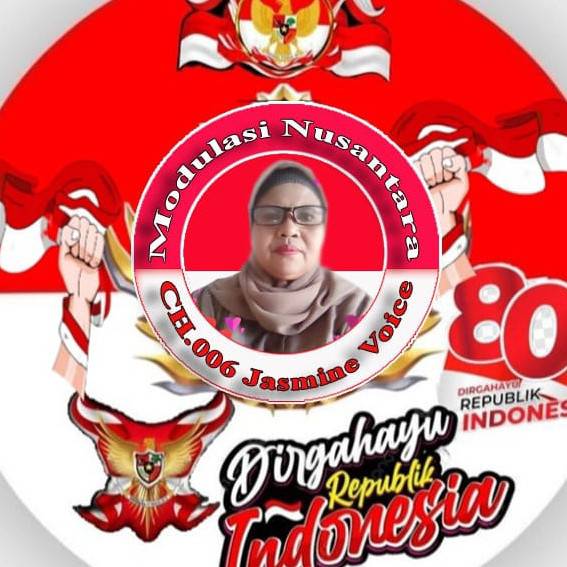 Modulasi Nusantara
CH.006 Jasmine Voice
80
DIRGAHAYU
REPUBLIK
INDONES
Dirgahayu
Republik
Indonesia